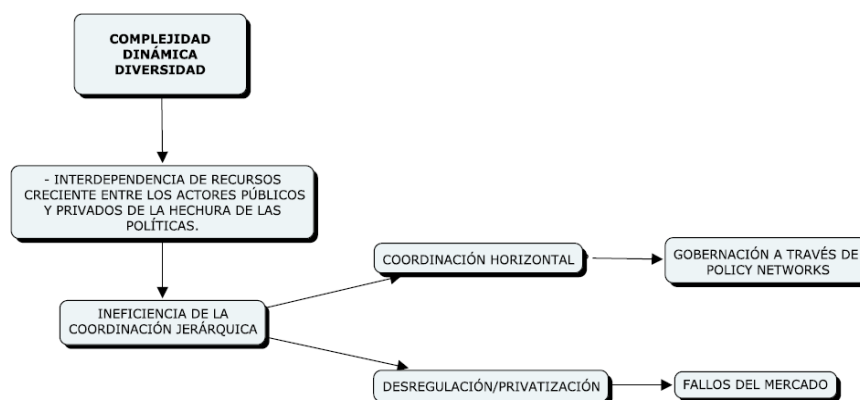 COMPLEJIDAD
DINÁMICA
DIVERSIDAD
- INTERDEPENDENCIA DE RECURSOS
CRECIENTE ENTRE LOS ACTORES PÚBLICOS
Y PRIVADOS DE LA HECHURA DE LAS
POLÍTICAS.
INEFICIENCIA DE LA
COORDINACIÓN JERÁRQUICA
COORDINACIÓN HORIZONTAL
GOBERNACIÓN A TRAVÉS DE
POLICY NETWORKS
DESREGULACIÓN/PRIVATIZACIÓN
FALLOS DEL MERCADO